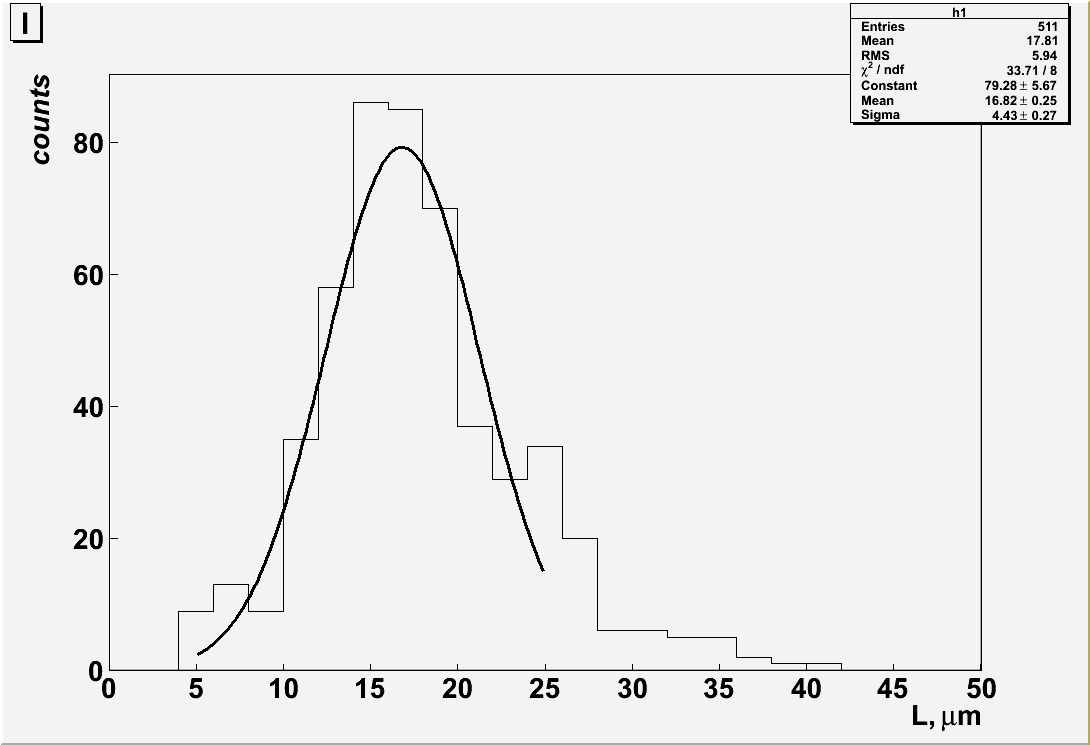 I
h1
Entries 511
Mean 17.81
RMS 5.94
χ² / ndf 33.71 / 8
Constant 79.28 ± 5.67
Mean 16.82 ± 0.25
Sigma 4.43 ± 0.27
counts
80
60
40
20
0
0 5 10 15 20 25 30 35 40 45 50
L, μm